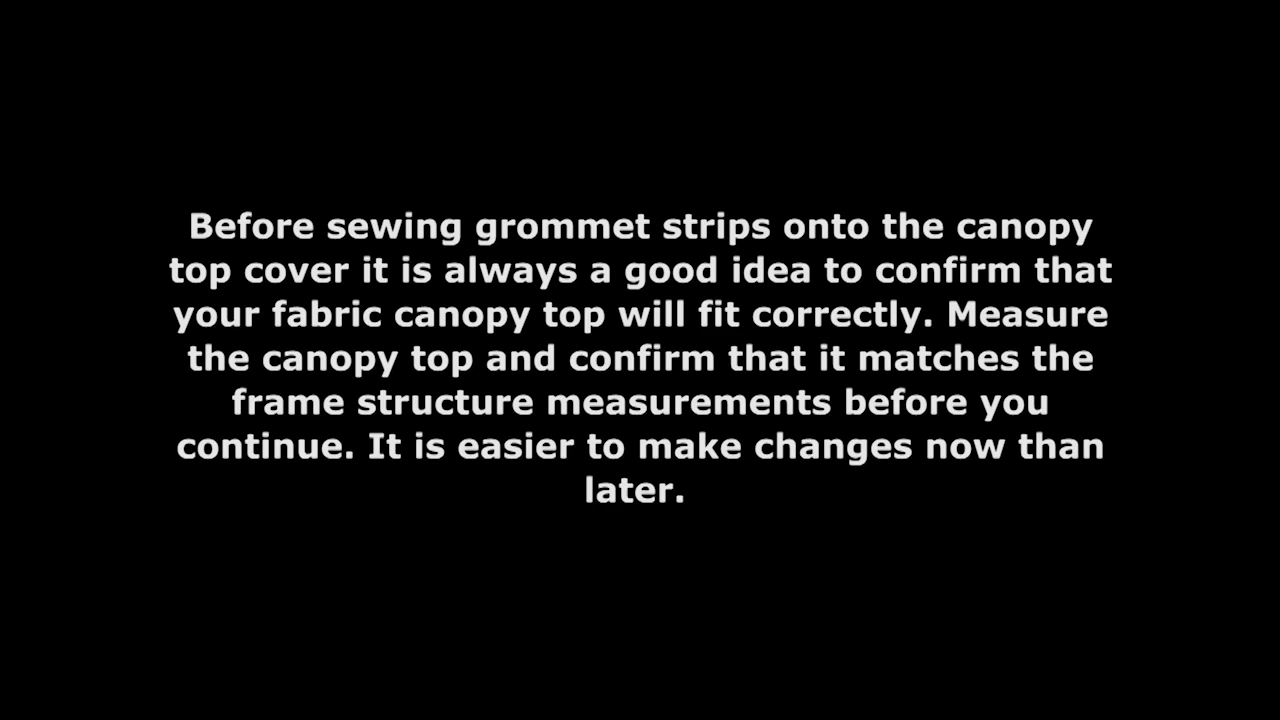 Before sewing grommet strips onto the canopy
top cover it is always a good idea to confirm that
your fabric canopy top will fit correctly. Measure
the canopy top and confirm that it matches the
frame structure measurements before you
continue. It is easier to make changes now than
later.